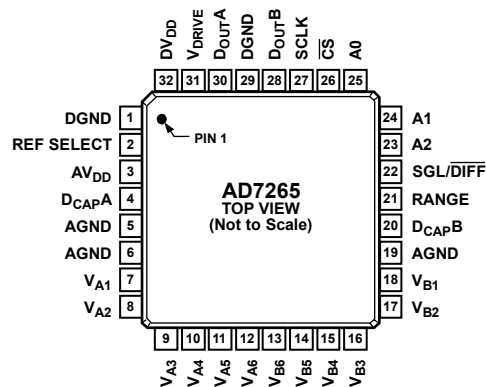 DVDD
VDRIVE
DOUTA
DGND
DOUTB
SCLK
CS
A0
32 31 30 29 28 27 26 25
DGND 1
REF SELECT 2
AVDD 3
DCAPA 4
AGND 5
AGND 6
VA1 7
VA2 8
PIN 1
AD7265
TOP VIEW
(Not to Scale)
24 A1
23 A2
22 SGL/DIFF
21 RANGE
20 DCAPB
19 AGND
18 VB1
17 VB2
9 10 11 12 13 14 15 16
VA3
VA4
VA5
VA6
VB6
VB5
VB4
VB3